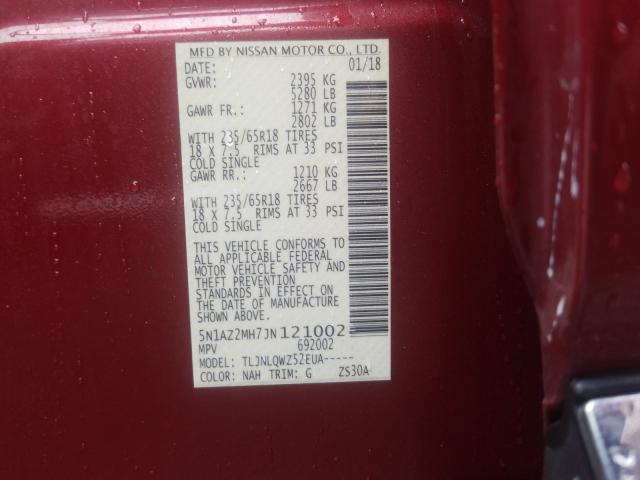 MFD BY NISSAN MOTOR CO., LTD.
DATE: 01/18
GVWR: 2395 KG
5280 LB
GAWR FR.: 1271 KG
2802 LB
WITH 235/65R18 TIRES
18 X 7.5 RIMS AT 33 PSI
COLD SINGLE
GAWR RR.: 1210 KG
2667 LB
WITH 235/65R18 TIRES
18 X 7.5 RIMS AT 33 PSI
COLD SINGLE
THIS VEHICLE CONFORMS TO
ALL APPLICABLE FEDERAL
MOTOR VEHICLE SAFETY AND
THEFT PREVENTION
STANDARDS IN EFFECT ON
THE DATE OF MANUFACTURE
SHOWN ABOVE.
5N1AZ2MH7JN121002
MPV 692002
MODEL: TLJNLQWZ52EUA-----
COLOR: NAH TRIM: G ZS30A